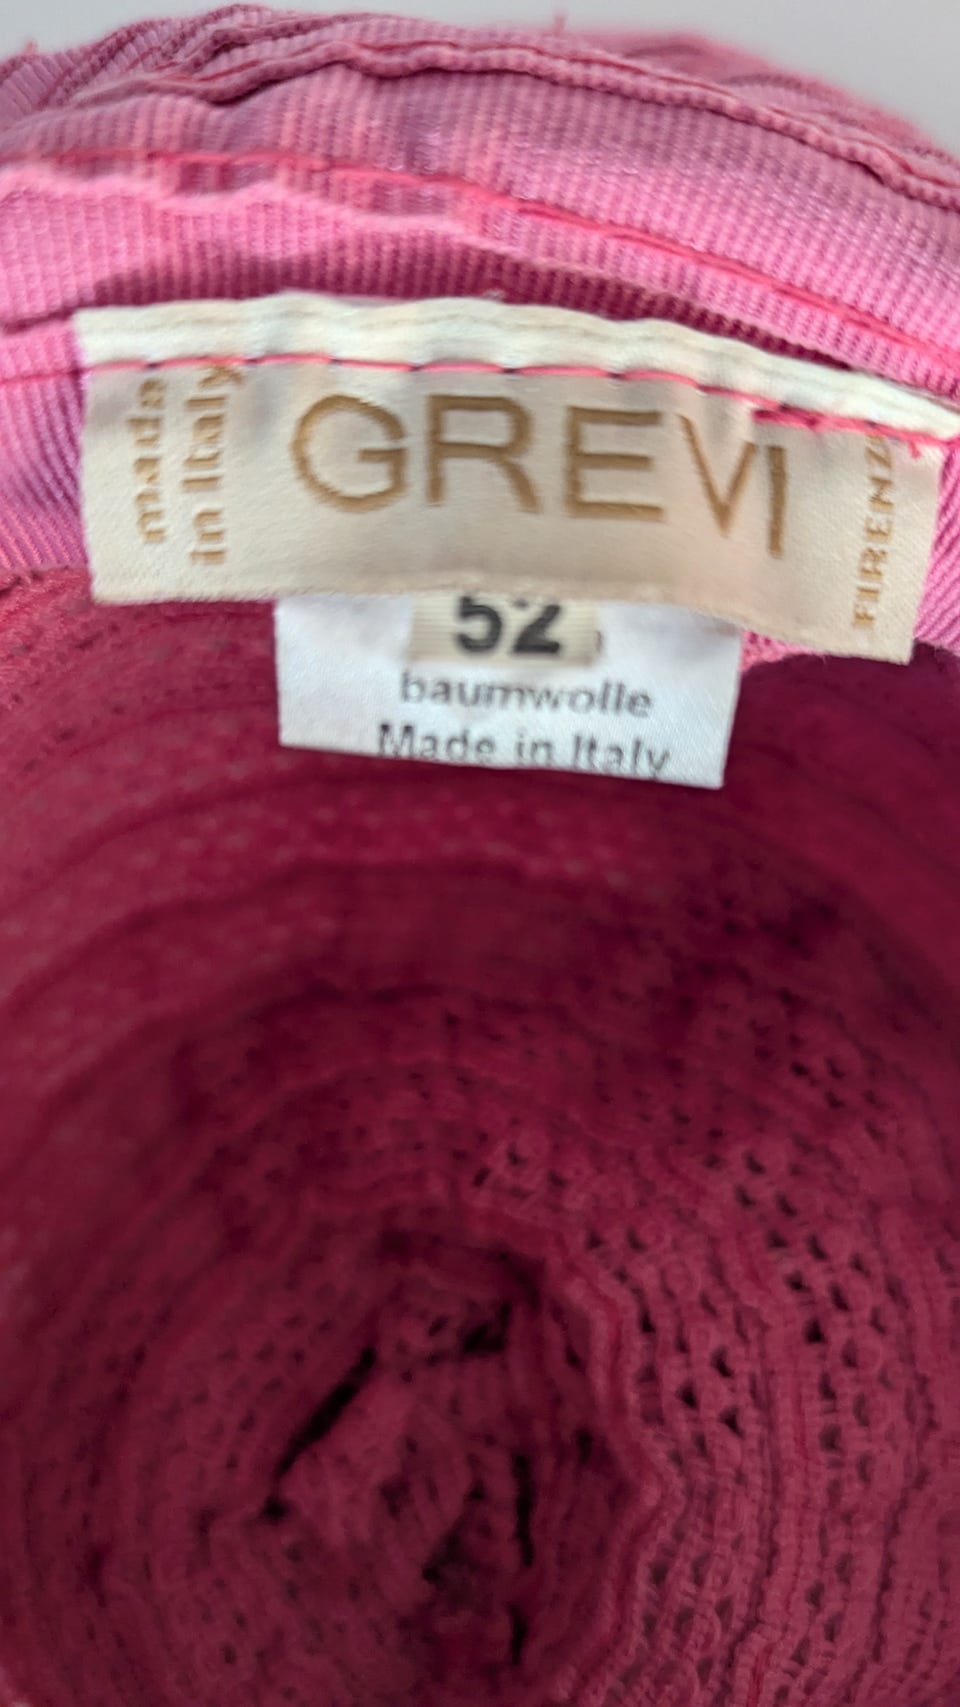 made
in Italy
GREVI
FIRENZE
52
baumwolle
Made in Italy